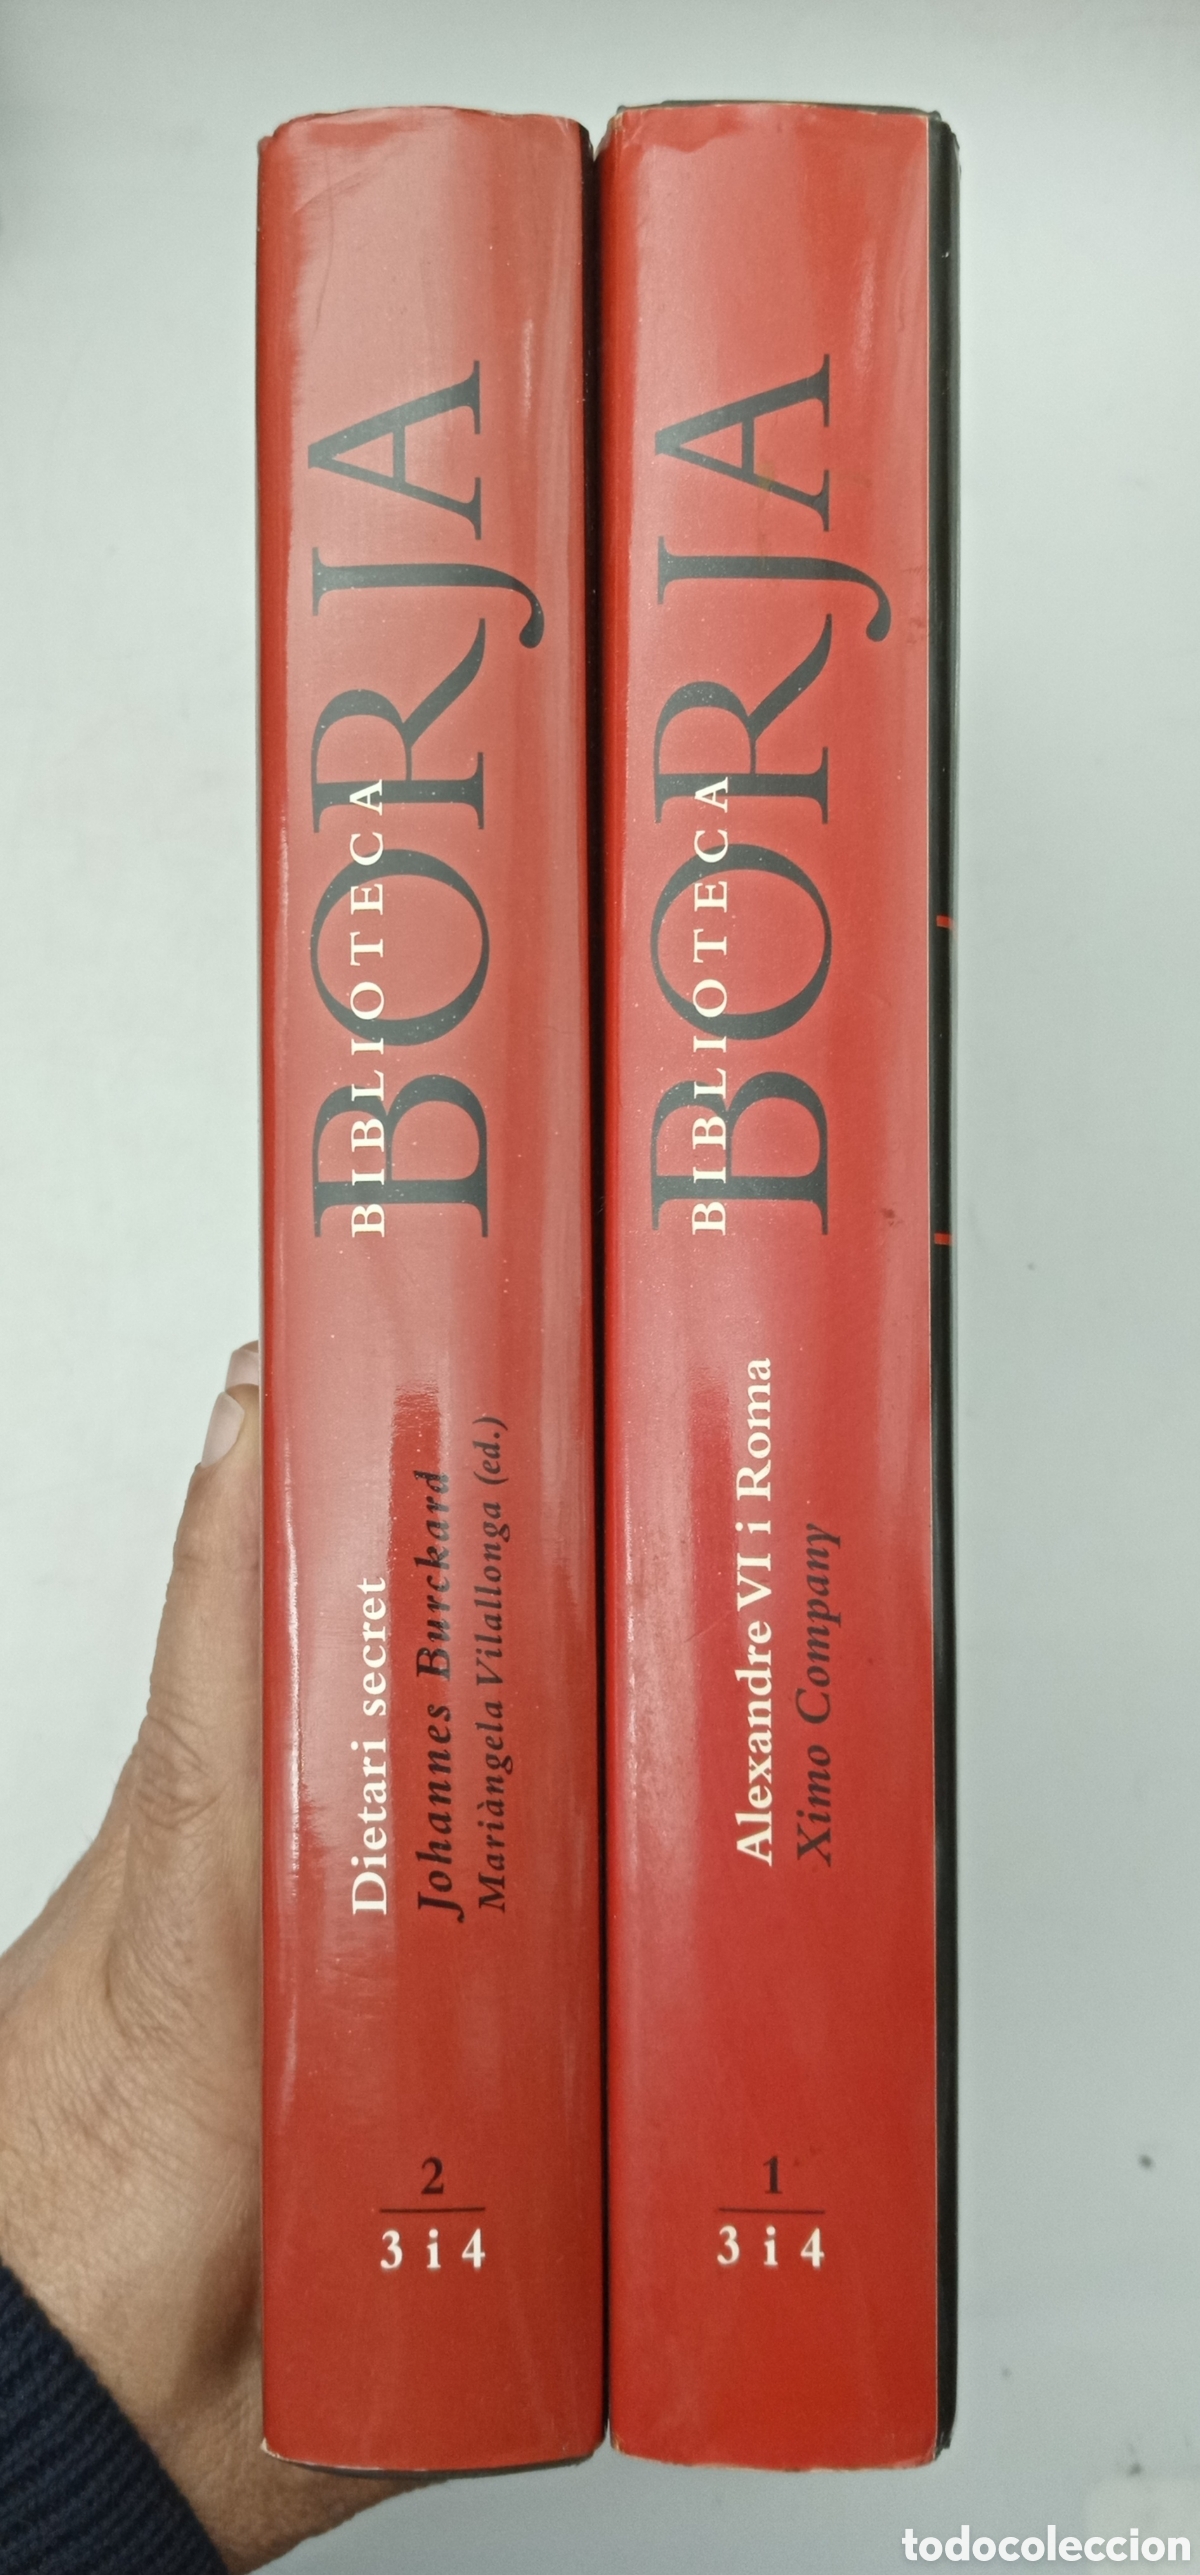 BIBLIOTECA
BORJA
Dietari secret
Johannes Burckard
Mariàngela Vilallonga (ed.)
2
3 i 4
BIBLIOTECA
BORJA
Alexandre VI i Roma
Ximo Company
1
3 i 4
todocoleccion